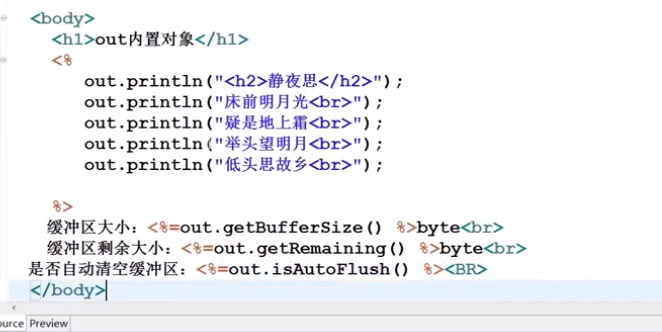 <body>
<h1>out内置对象</h1>
<%
out.println("<h2>静夜思</h2>");
out.println("床前明月光<br>");
out.println("疑是地上霜<br>");
out.println("举头望明月<br>");
out.println("低头思故乡<br>");
%>
缓冲区大小：<%=out.getBufferSize() %>byte<br>
缓冲区剩余大小：<%=out.getRemaining() %>byte<br>
是否自动清空缓冲区：<%=out.isAutoFlush() %><BR>
</body>
ource Preview